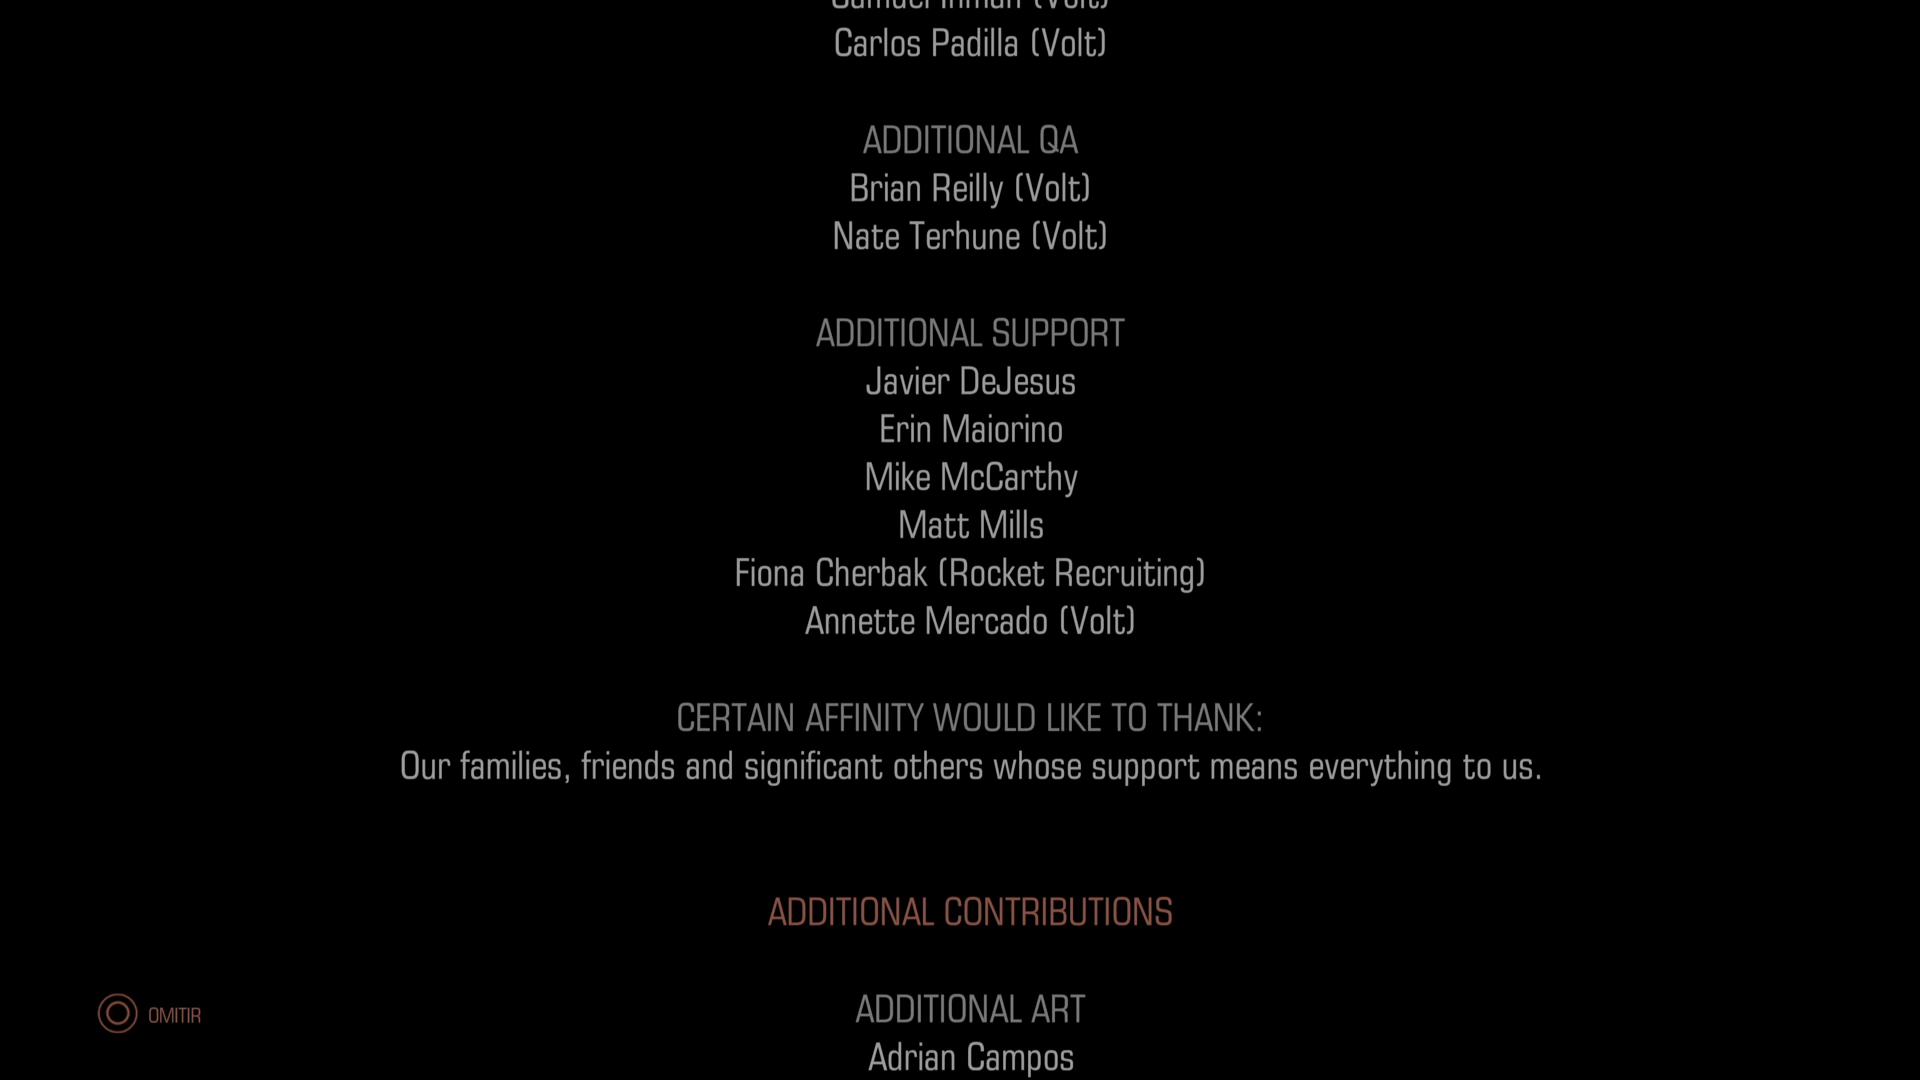 Carlos Padilla (Volt)
ADDITIONAL QA
Brian Reilly (Volt)
Nate Terhune (Volt)
ADDITIONAL SUPPORT
Javier DeJesus
Erin Maiorino
Mike McCarthy
Matt Mills
Fiona Cherbak (Rocket Recruiting)
Annette Mercado (Volt)
CERTAIN AFFINITY WOULD LIKE TO THANK:
Our families, friends and significant others whose support means everything to us.
ADDITIONAL CONTRIBUTIONS
ADDITIONAL ART
Adrian Campos
OMITIR